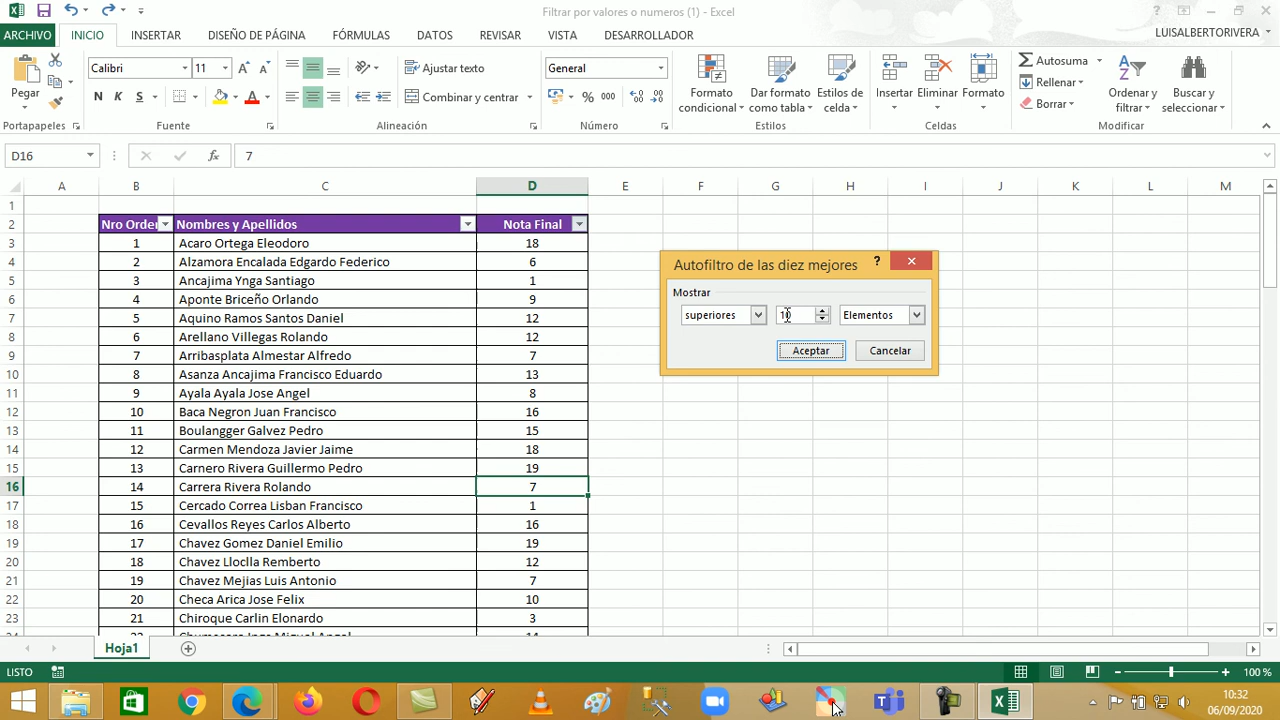 Filtrar por valores o numeros (1) - Excel
ARCHIVO INICIO INSERTAR DISEÑO DE PÁGINA FÓRMULAS DATOS REVISAR VISTA DESARROLLADOR LUISALBERTORIVERA
Pegar
Calibri 11
N K S
Ajustar texto
Combinar y centrar
General
% 000
Formato condicional
Dar formato como tabla
Estilos de celda
Insertar Eliminar Formato
Autosuma
Rellenar
Borrar
Ordenar y filtrar
Buscar y seleccionar
Portapapeles Fuente Alineación Número Estilos Celdas Modificar
D16 fx 7
A B C D E F G H I J K L M
1
2 Nro Orden Nombres y Apellidos Nota Final
3 1 Acaro Ortega Eleodoro 18
4 2 Alzamora Encalada Edgardo Federico 6
5 3 Ancajima Ynga Santiago 1
6 4 Aponte Briceño Orlando 9
7 5 Aquino Ramos Santos Daniel 12
8 6 Arellano Villegas Rolando 12
9 7 Arribasplata Almestar Alfredo 7
10 8 Asanza Ancajima Francisco Eduardo 13
11 9 Ayala Ayala Jose Angel 8
12 10 Baca Negron Juan Francisco 16
13 11 Boulangger Galvez Pedro 15
14 12 Carmen Mendoza Javier Jaime 18
15 13 Carnero Rivera Guillermo Pedro 19
16 14 Carrera Rivera Rolando 7
17 15 Cercado Correa Lisban Francisco 1
18 16 Cevallos Reyes Carlos Alberto 16
19 17 Chavez Gomez Daniel Emilio 19
20 18 Chavez Lloclla Remberto 12
21 19 Chavez Mejias Luis Antonio 7
22 20 Checa Arica Jose Felix 10
23 21 Chiroque Carlin Elonardo 3
Autofiltro de las diez mejores ?
Mostrar
superiores 10 Elementos
Aceptar Cancelar
Hoja1
LISTO 100 %
10:32
06/09/2020